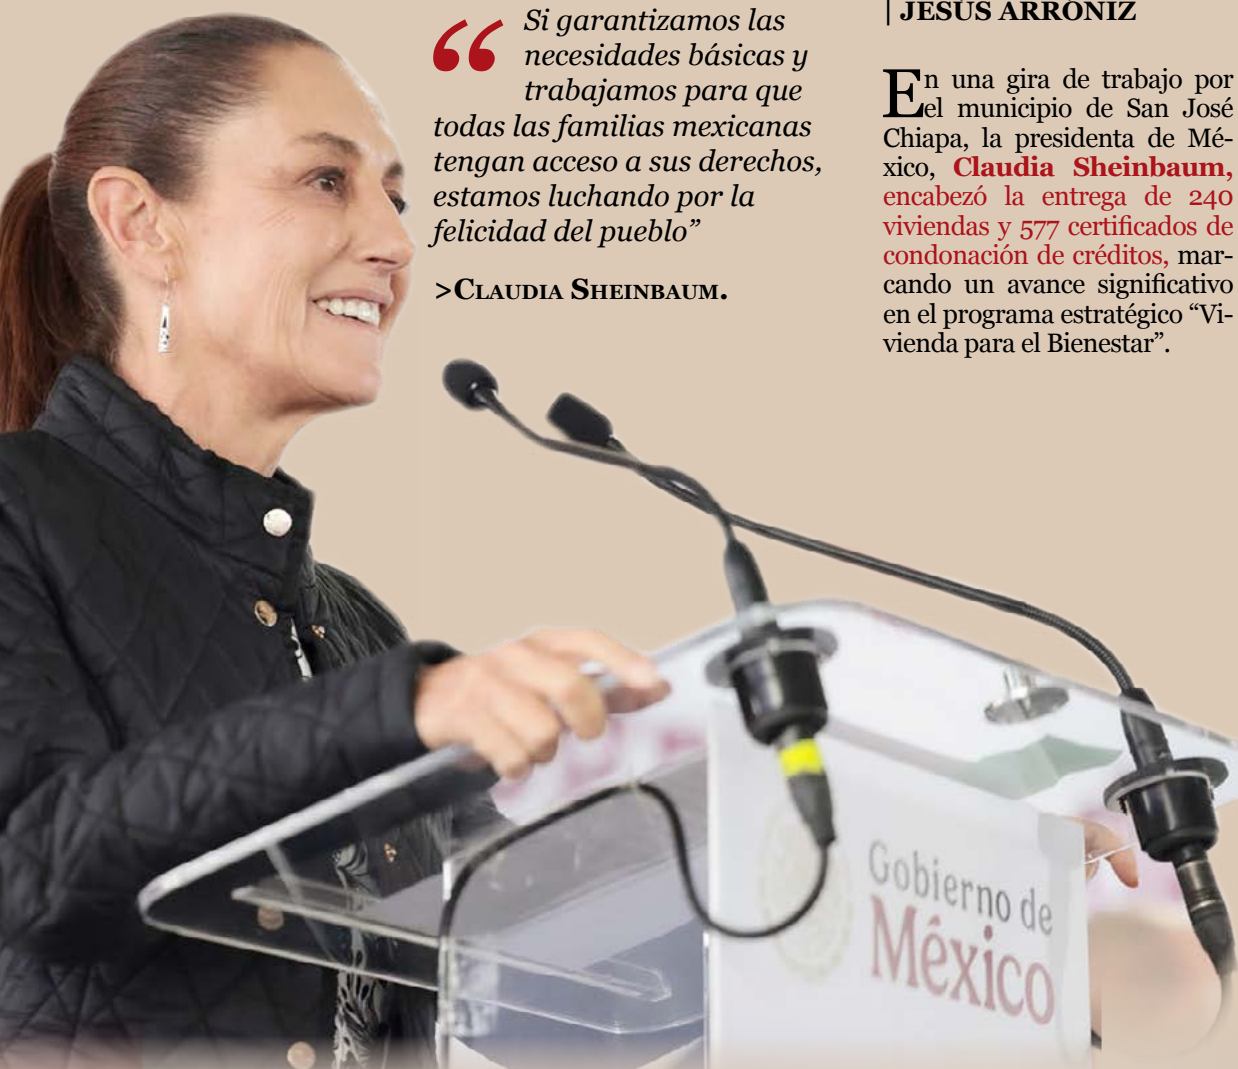 “ Si garantizamos las
necesidades básicas y
trabajamos para que
todas las familias mexicanas
tengan acceso a sus derechos,
estamos luchando por la
felicidad del pueblo”
>Claudia Sheinbaum.
| JESÚS ARRÓNIZ
En una gira de trabajo por
el municipio de San José
Chiapa, la presidenta de Mé-
xico, Claudia Sheinbaum,
encabezó la entrega de 240
viviendas y 577 certificados de
condonación de créditos, mar-
cando un avance significativo
en el programa estratégico “Vi-
vienda para el Bienestar”.
Gobierno de
México